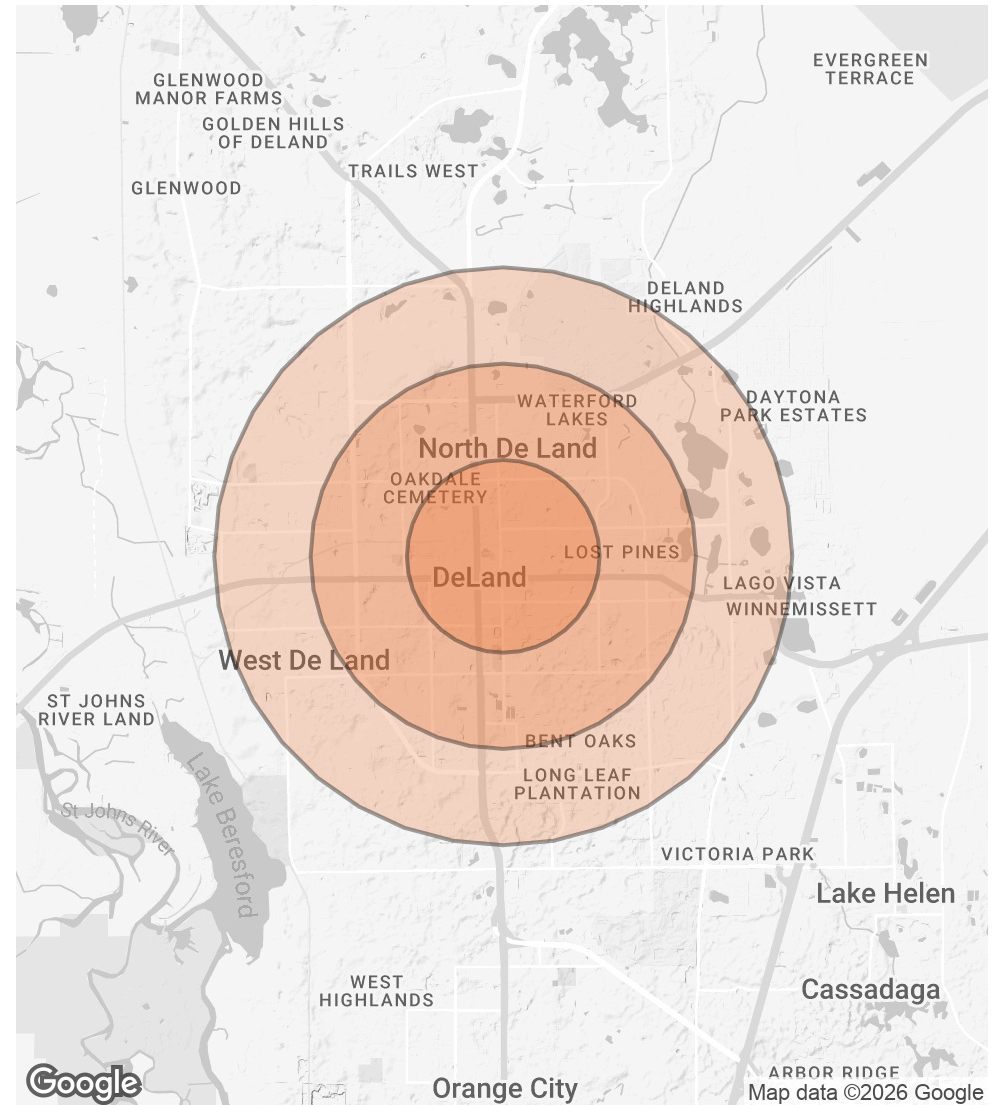 EVERGREEN
TERRACE
GLENWOOD
MANOR FARMS
GOLDEN HILLS
OF DELAND
TRAILS WEST
GLENWOOD
DELAND
HIGHLANDS
DAYTONA
PARK ESTATES
WATERFORD
LAKES
North De Land
OAKDALE
CEMETERY
LOST PINES
DeLand
LAGO VISTA
WINNEMISSETT
West De Land
ST JOHNS
RIVER LAND
BENT OAKS
LONG LEAF
PLANTATION
Lake Beresford
St Johns River
VICTORIA PARK
Lake Helen
WEST
HIGHLANDS
Cassadaga
ARBOR RIDGE
Google
Orange City
Map data ©2026 Google